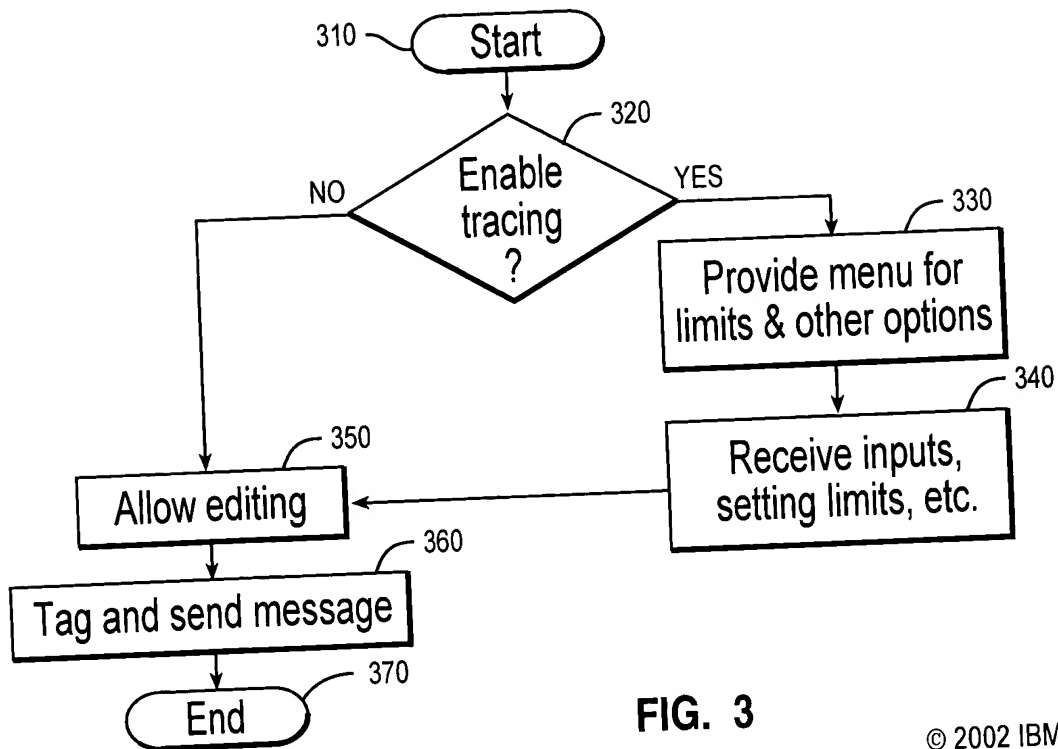 310
Start
320
Enable
tracing
?
NO
YES
330
Provide menu for
limits & other options
340
Receive inputs,
setting limits, etc.
350
Allow editing
360
Tag and send message
370
End
FIG. 3
© 2002 IBM